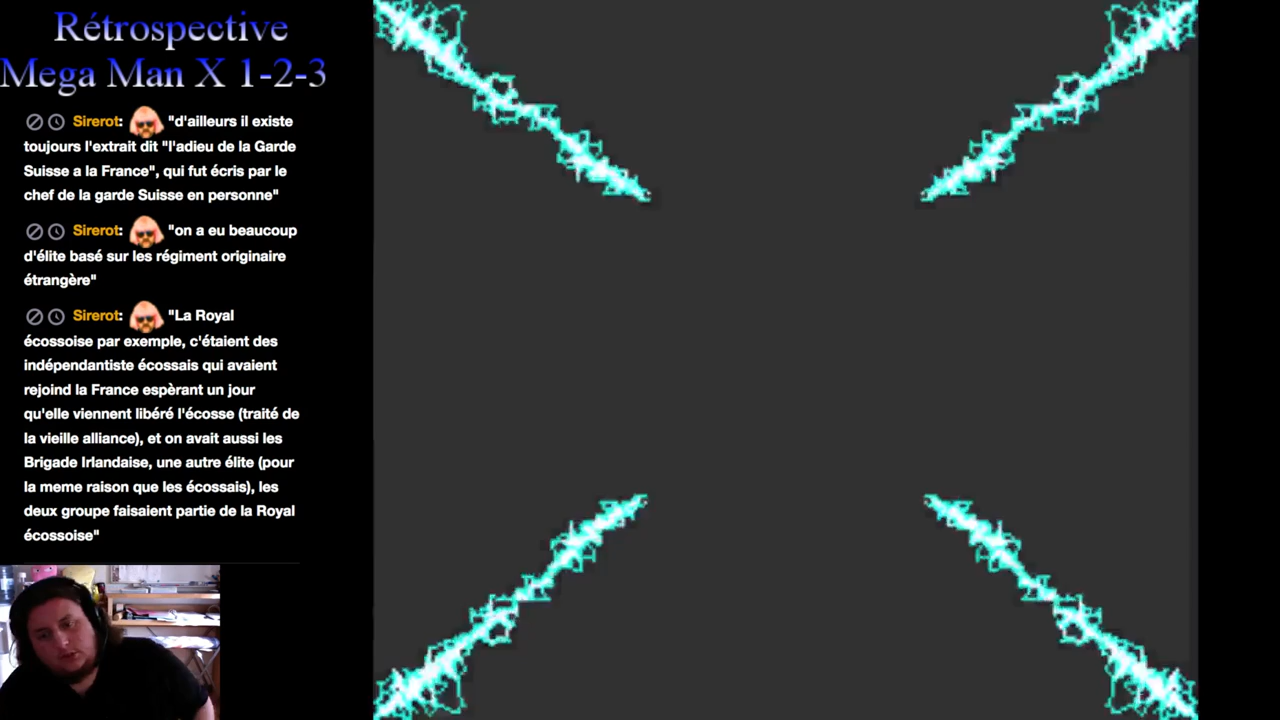 Rétrospective
Mega Man X 1-2-3
Sirerot: "d'ailleurs il existe
toujours l'extrait dit "l'adieu de la Garde
Suisse a la France", qui fut écris par le
chef de la garde Suisse en personne"
Sirerot: "on a eu beaucoup
d'élite basé sur les régiment originaire
étrangère"
Sirerot: "La Royal
écossoise par exemple, c'étaient des
indépendantiste écossais qui avaient
rejoind la France espèrant un jour
qu'elle viennent libéré l'écosse (traité de
la vieille alliance), et on avait aussi les
Brigade Irlandaise, une autre élite (pour
la meme raison que les écossais), les
deux groupe faisaient partie de la Royal
écossoise"